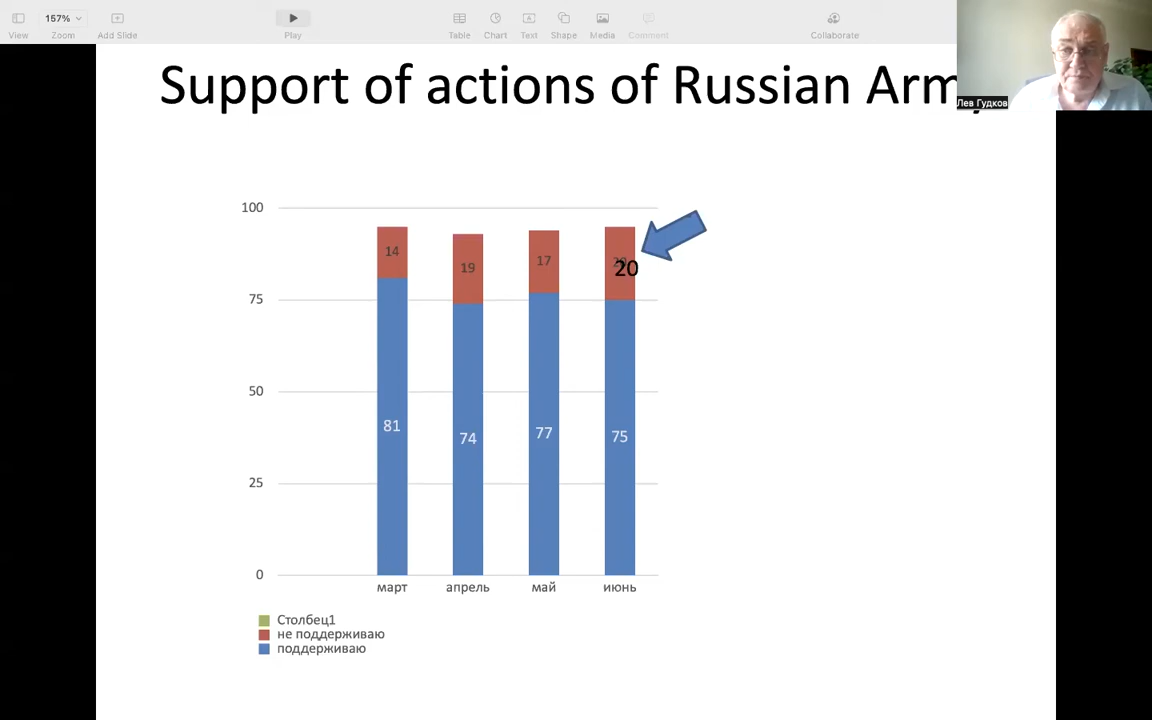 157%
View
Zoom
Add Slide
Play
Table
Chart
Text
Shape
Media
Comment
Collaborate
Лев Гудков
Support of actions of Russian Army
100
75
50
25
0
14
19
17
20
20
81
74
77
75
март
апрель
май
июнь
Столбец1
не поддерживаю
поддерживаю